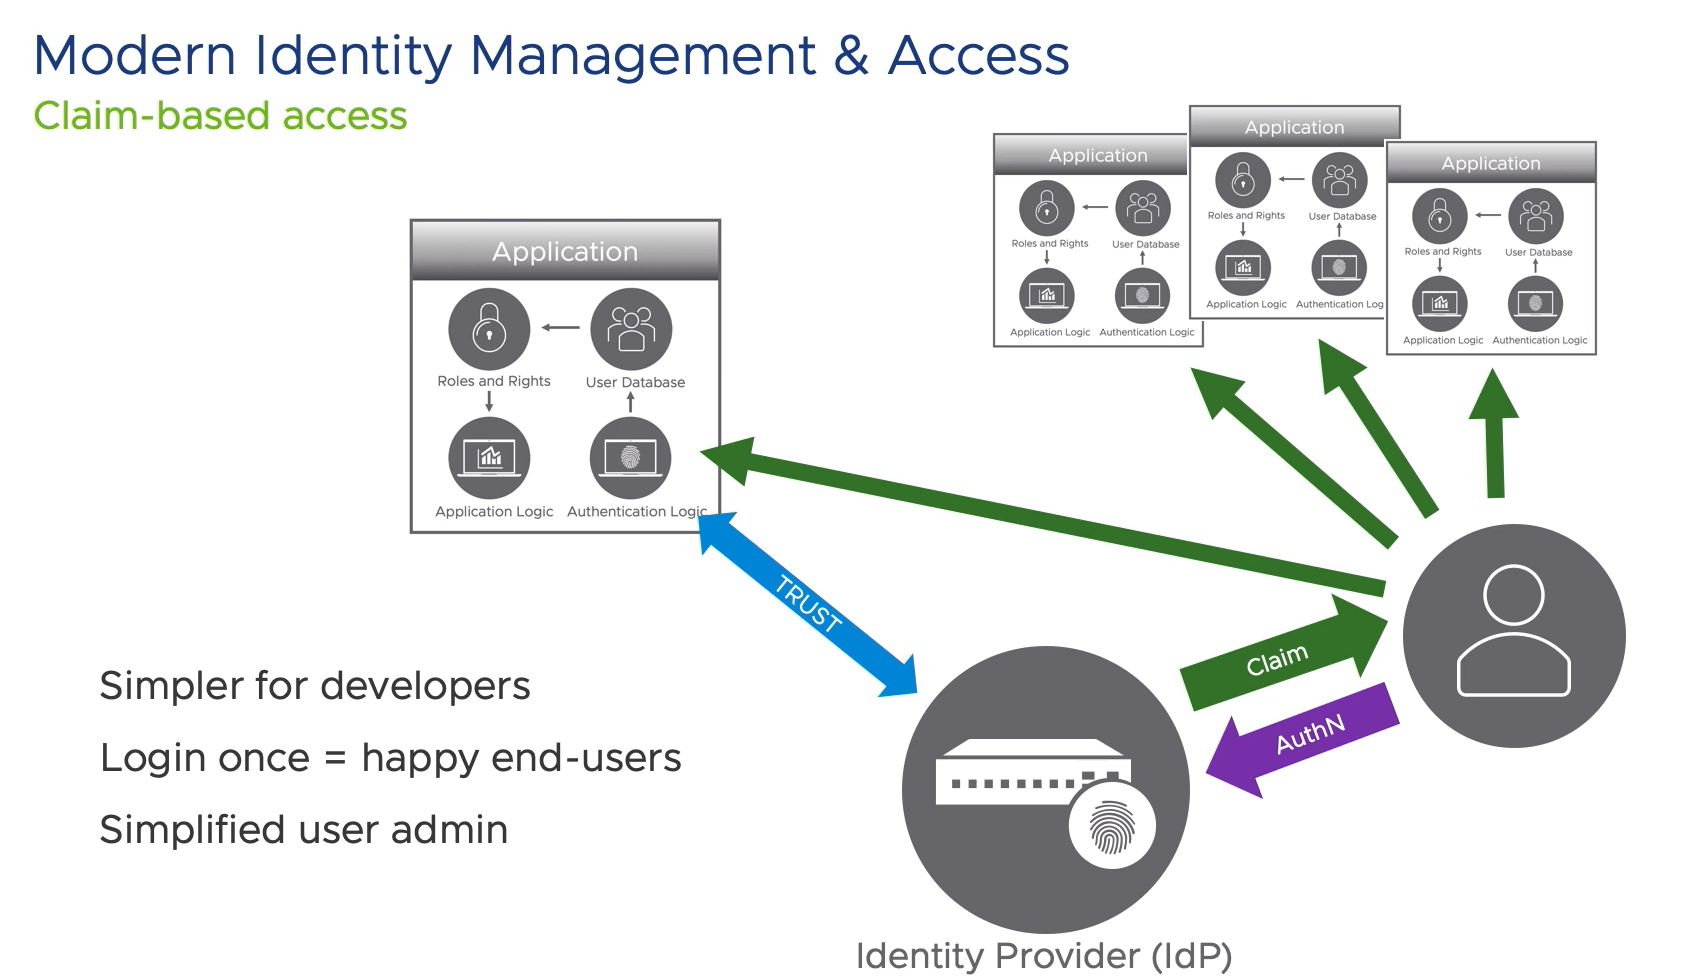 Modern Identity Management & Access
Claim-based access
Application
Roles and Rights
User Database
Application Logic
Authentication Logic
Application
Roles and Rights
User Database
Application Logic
Authentication Logic
Application
Roles and Rights
User Database
Application Logic
Authentication Log
Application
Roles and Rights
User Database
Application Logic
Authentication Logic
TRUST
Claim
AuthN
Simpler for developers
Login once = happy end-users
Simplified user admin
Identity Provider (IdP)